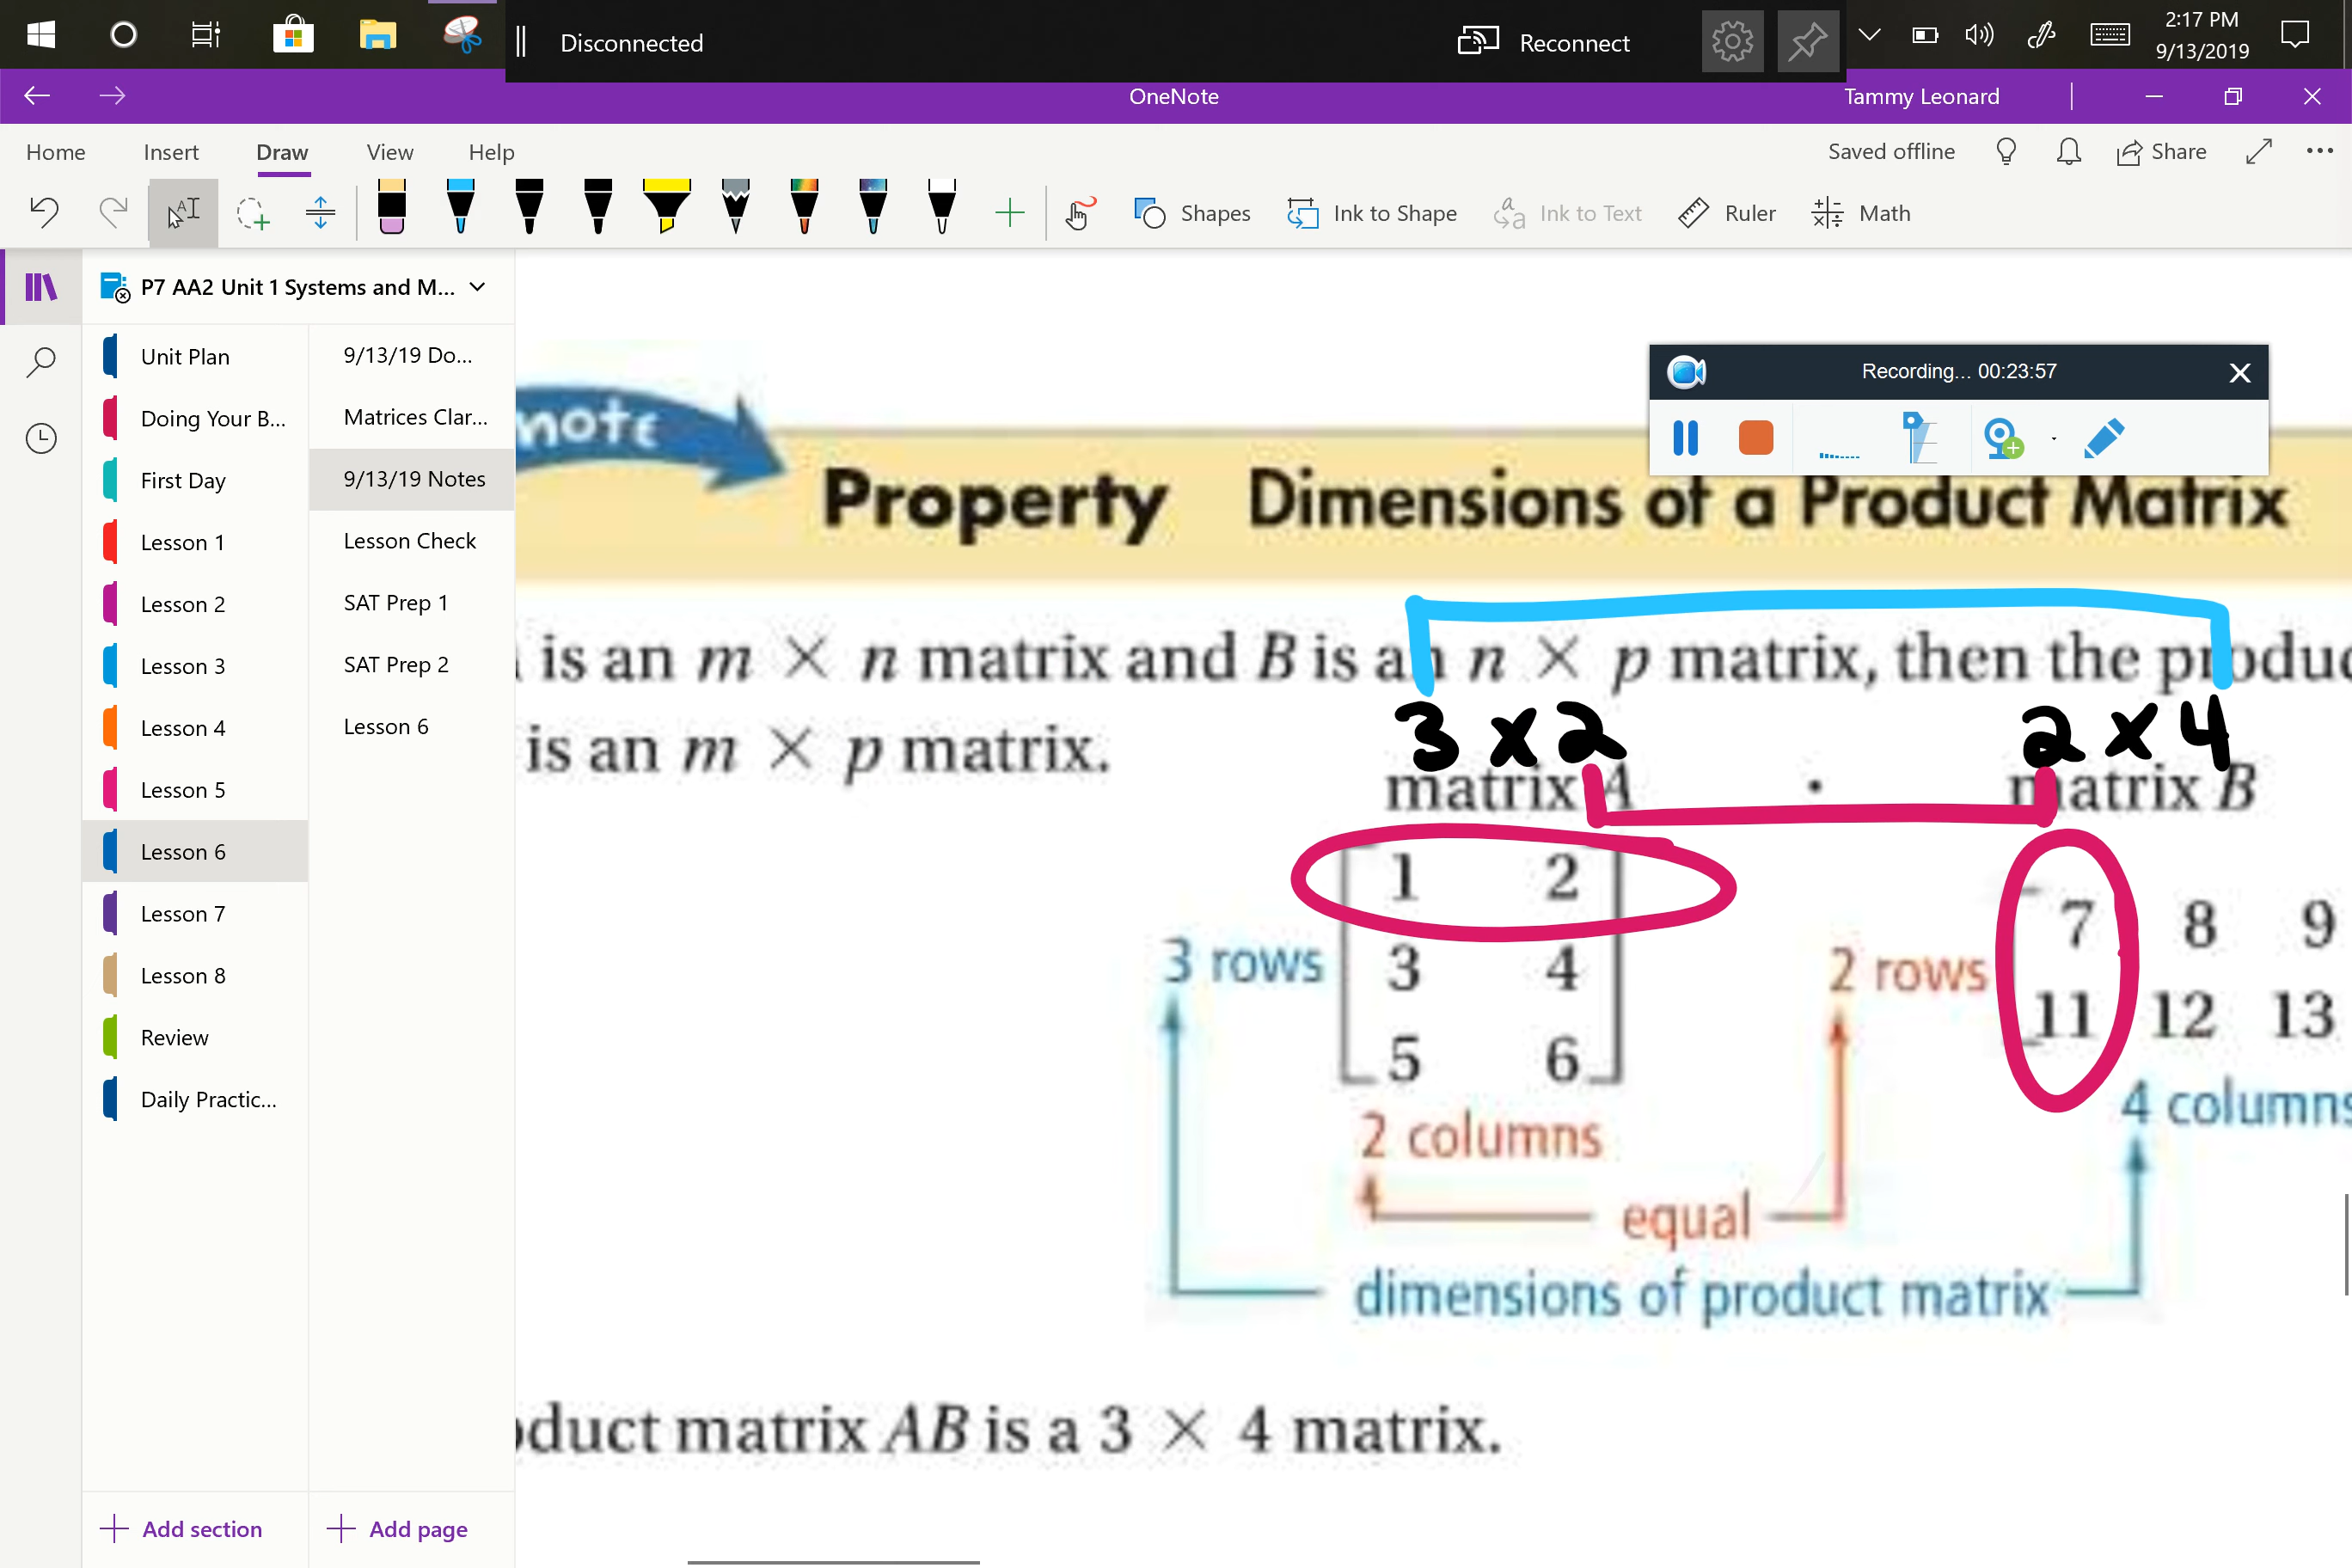 Disconnected
Reconnect
2:17 PM
9/13/2019
OneNote
Tammy Leonard
Home Insert Draw View Help
Saved offline
Share
Shapes
Ink to Shape
Ink to Text
Ruler
Math
P7 AA2 Unit 1 Systems and M...
Unit Plan
Doing Your B...
First Day
Lesson 1
Lesson 2
Lesson 3
Lesson 4
Lesson 5
Lesson 6
Lesson 7
Lesson 8
Review
Daily Practic...
Add section
9/13/19 Do...
Matrices Clar...
9/13/19 Notes
Lesson Check
SAT Prep 1
SAT Prep 2
Lesson 6
Add page
Recording... 00:23:57
note
Property Dimensions of a Product Matrix
is an m × n matrix and B is an n × p matrix, then the produc
is an m × p matrix.
3 x 2 2 x 4
matrix A · matrix B
1 2
3 4
5 6
7 8 9
11 12 13
3 rows
2 rows
2 columns
4 columns
equal
dimensions of product matrix
oduct matrix AB is a 3 × 4 matrix.